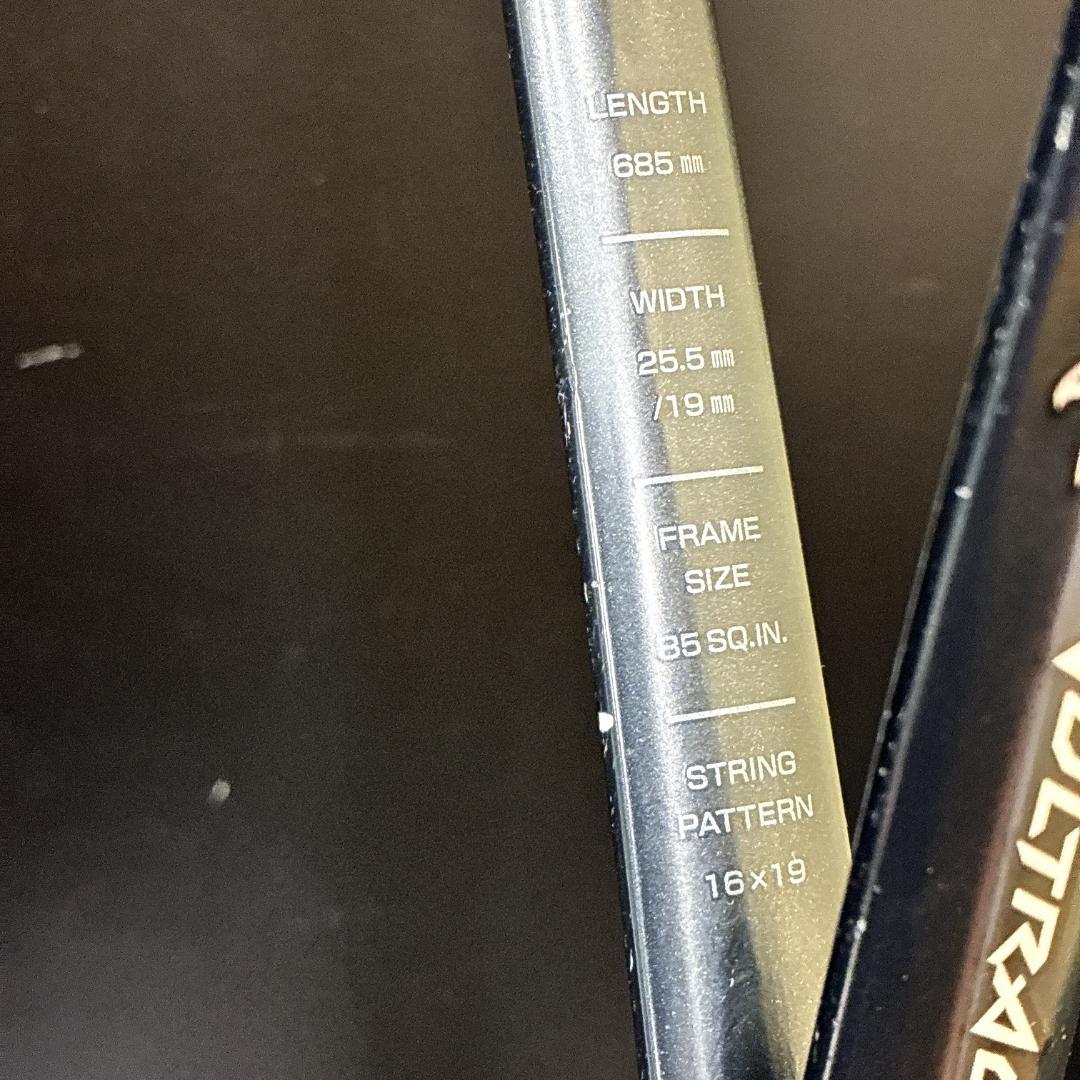 LENGTH
685 mm
WIDTH
25.5 mm
/19 mm
FRAME
SIZE
85 SQ.IN.
STRING
PATTERN
16×19